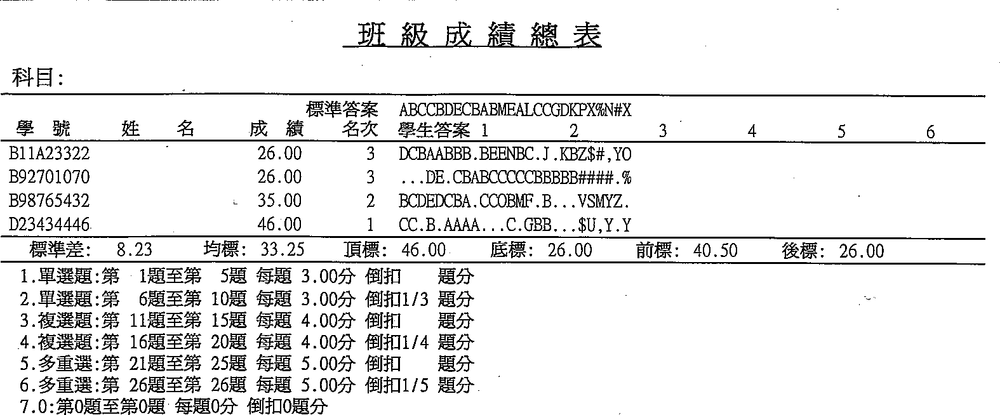 班級成績總表
科目:
標準答案 ABCCBDECBABMEALCCGDKPX%N#X
學號 姓名 成績 名次 學生答案 1 2 3 4 5 6
B11A23322 26.00 3 DCBAABBB.BEENBC.J.KBZ$#,YO
B92701070 26.00 3 ...DE.CBABCCCCCBBBBB####.%
B98765432 35.00 2 BCDEDCBA.CCOBMF.B...VSMYZ.
D23434446 46.00 1 CC.B.AAAA...C.GBB...$U,Y.Y
標準差: 8.23 均標: 33.25 頂標: 46.00 底標: 26.00 前標: 40.50 後標: 26.00
1.單選題:第 1題至第 5題 每題 3.00分 倒扣 題分
2.單選題:第 6題至第 10題 每題 3.00分 倒扣1/3 題分
3.複選題:第 11題至第 15題 每題 4.00分 倒扣 題分
4.複選題:第 16題至第 20題 每題 4.00分 倒扣1/4 題分
5.多重選:第 21題至第 25題 每題 5.00分 倒扣 題分
6.多重選:第 26題至第 26題 每題 5.00分 倒扣1/5 題分
7.0:第0題至第0題 每題0分 倒扣0題分